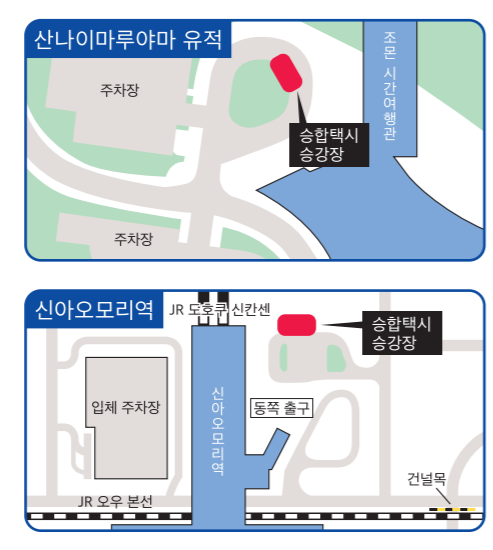 산나이마루야마 유적
주차장
조몬 시간여행관
승합택시
승강장
주차장
신아오모리역
JR 도호쿠 신칸센
승합택시
승강장
입체 주차장
신아오모리역
동쪽 출구
건널목
JR 오우 본선